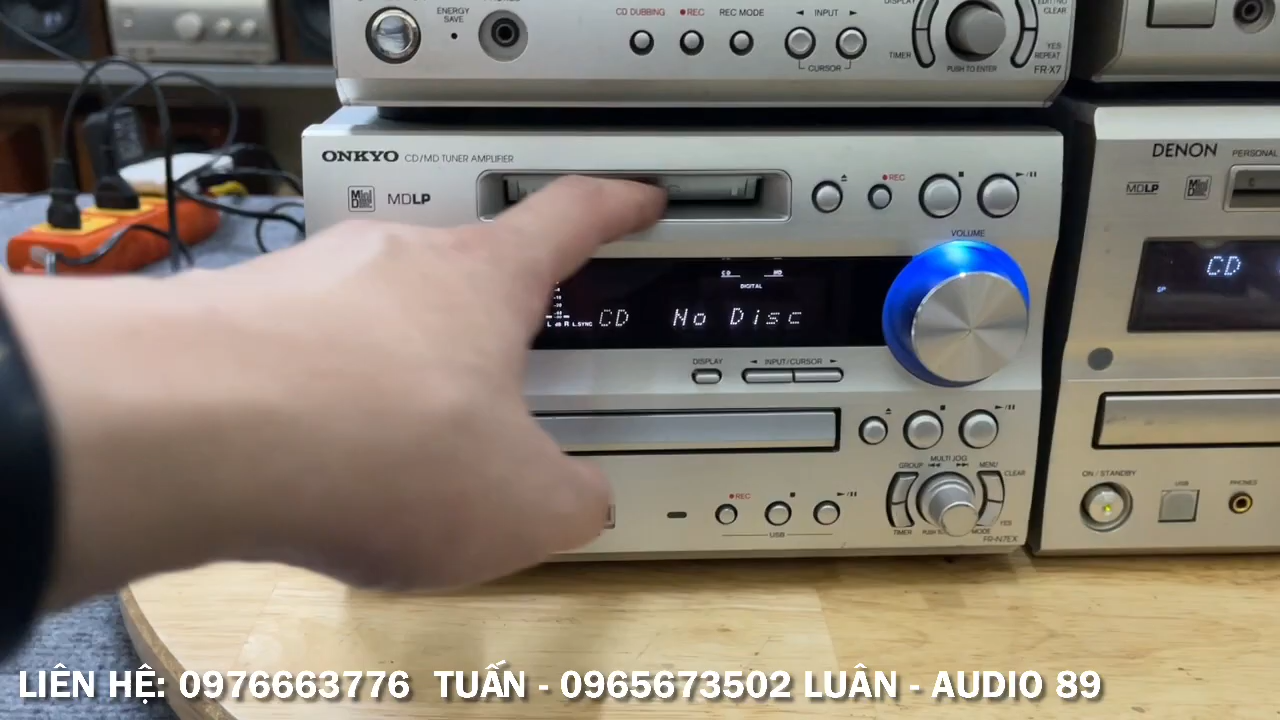 ENERGY
SAVE
CD DUBBING
REC
REC MODE
INPUT
CURSOR
DISPLAY
TIMER
PUSH TO ENTER
CLEAR
YES
REPEAT
FR-X7
ONKYO CD/MD TUNER AMPLIFIER
MDLP
REC
VOLUME
CD MD
DIGITAL
L dB R L.SYNC CD No Disc
DISPLAY
INPUT/CURSOR
MULTI JOG
GROUP MENU
CLEAR
REC
USB
TIMER
MODE
YES
FR-N7EX
DENON PERSONAL
MDLP
CD
ON / STANDBY
USB
PHONES
LIÊN HỆ: 0976663776 TUẤN - 0965673502 LUÂN - AUDIO 89